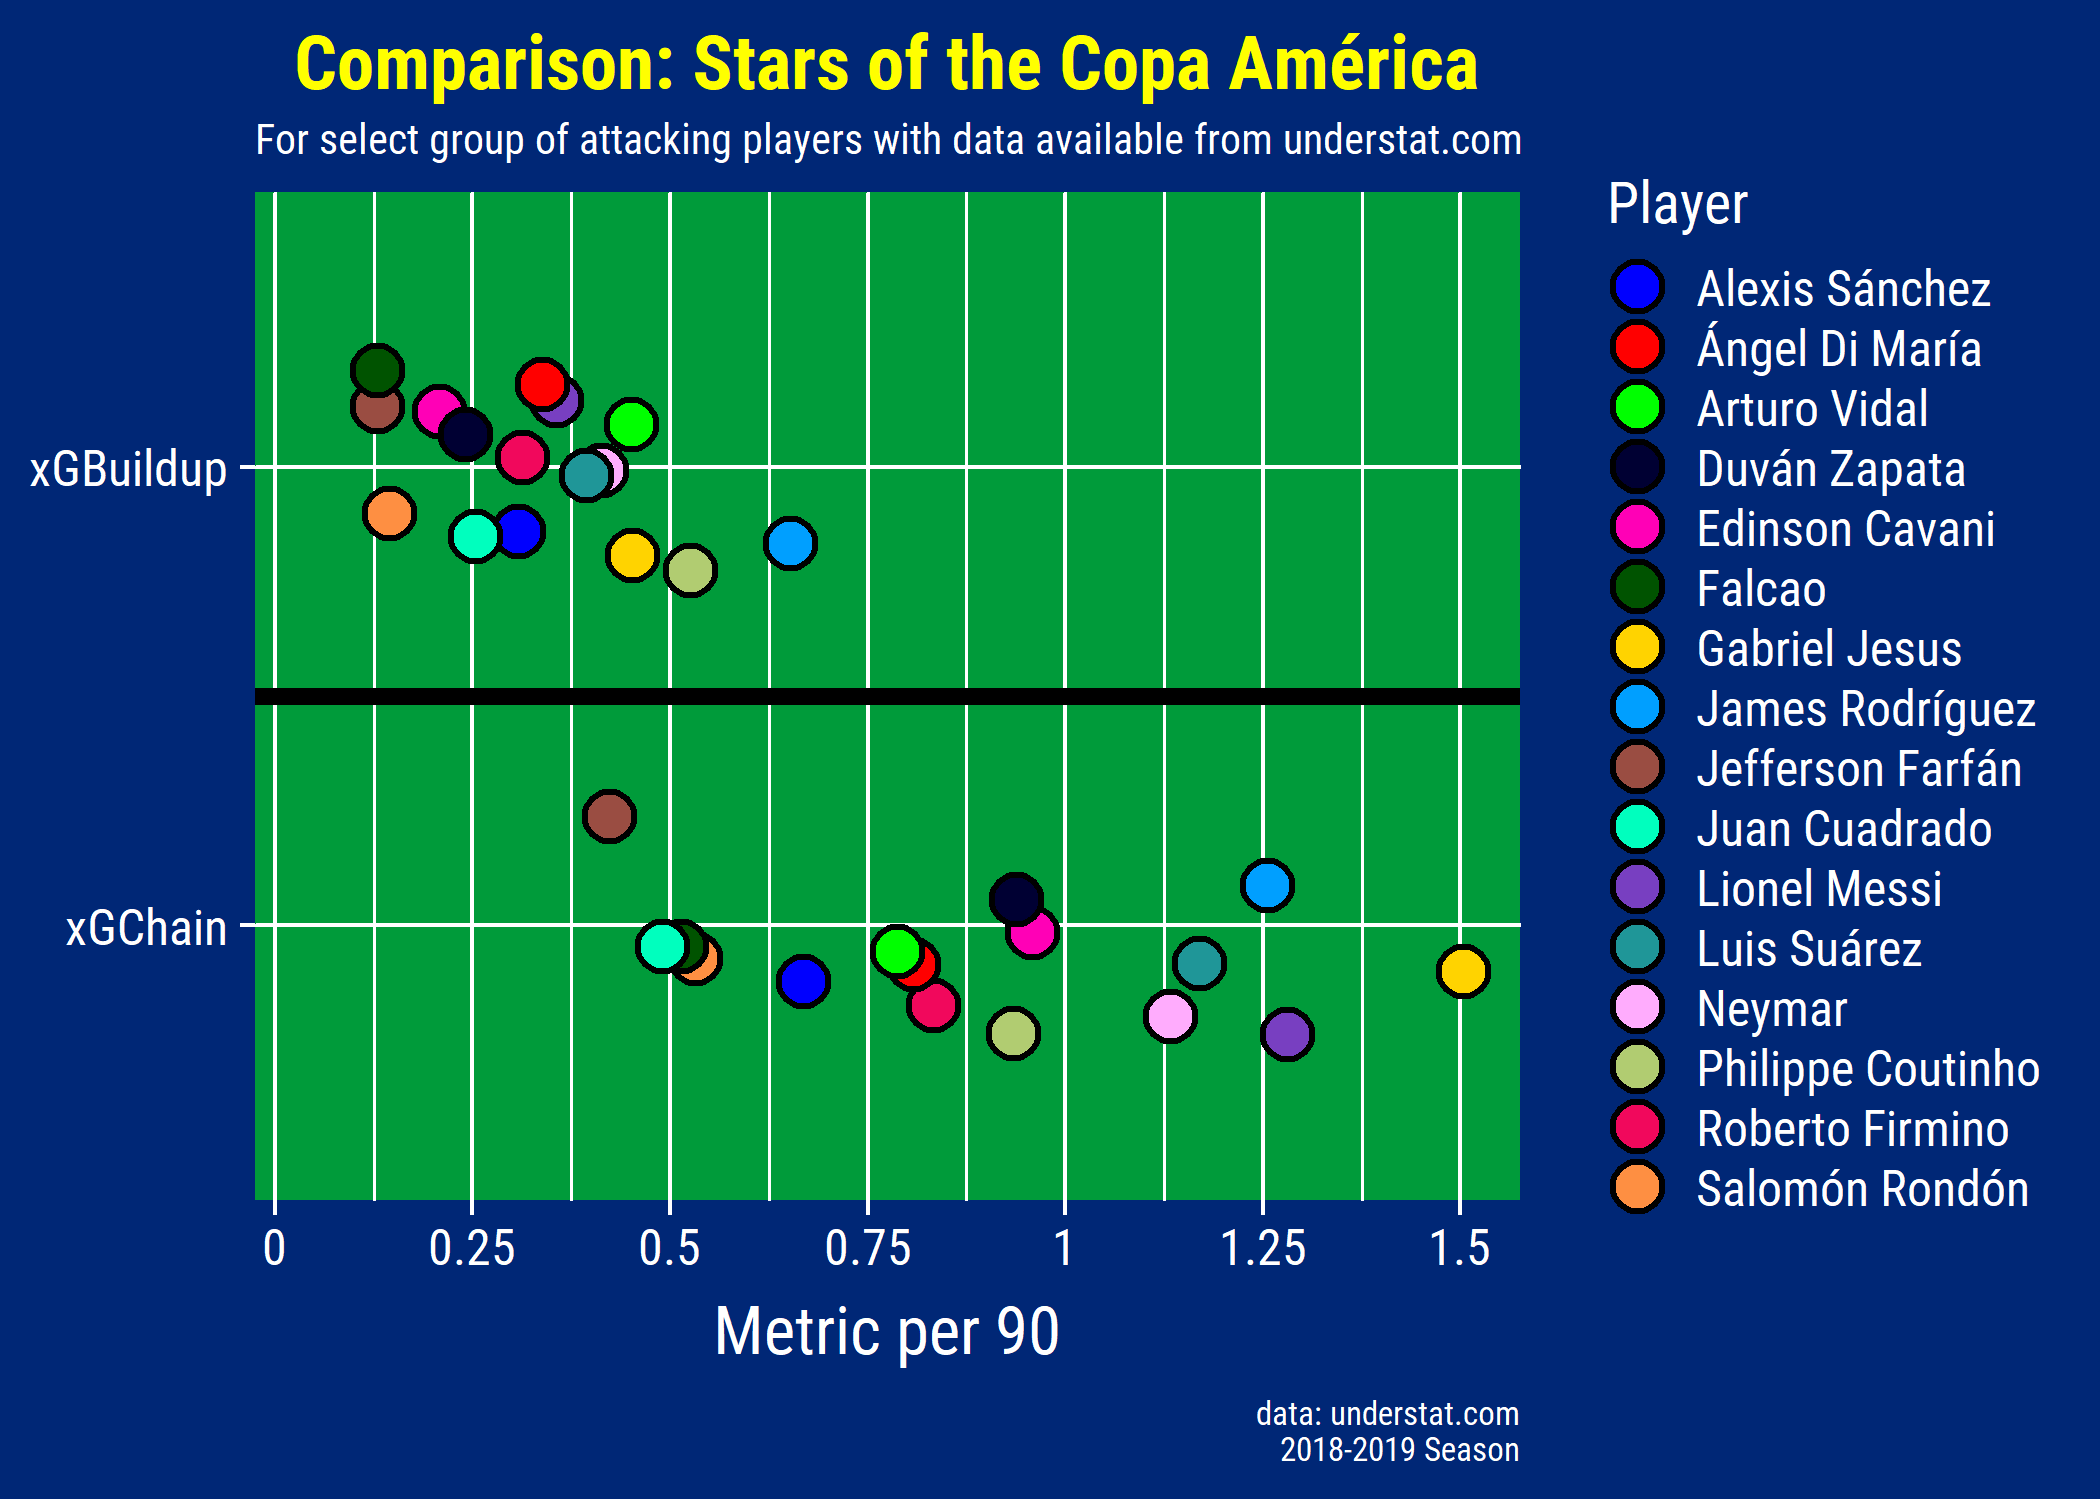 Comparison: Stars of the Copa América
For select group of attacking players with data available from understat.com
xGBuildup
xGChain
0 0.25 0.5 0.75 1 1.25 1.5
Metric per 90
Player
Alexis Sánchez
Ángel Di María
Arturo Vidal
Duván Zapata
Edinson Cavani
Falcao
Gabriel Jesus
James Rodríguez
Jefferson Farfán
Juan Cuadrado
Lionel Messi
Luis Suárez
Neymar
Philippe Coutinho
Roberto Firmino
Salomón Rondón
data: understat.com
2018-2019 Season